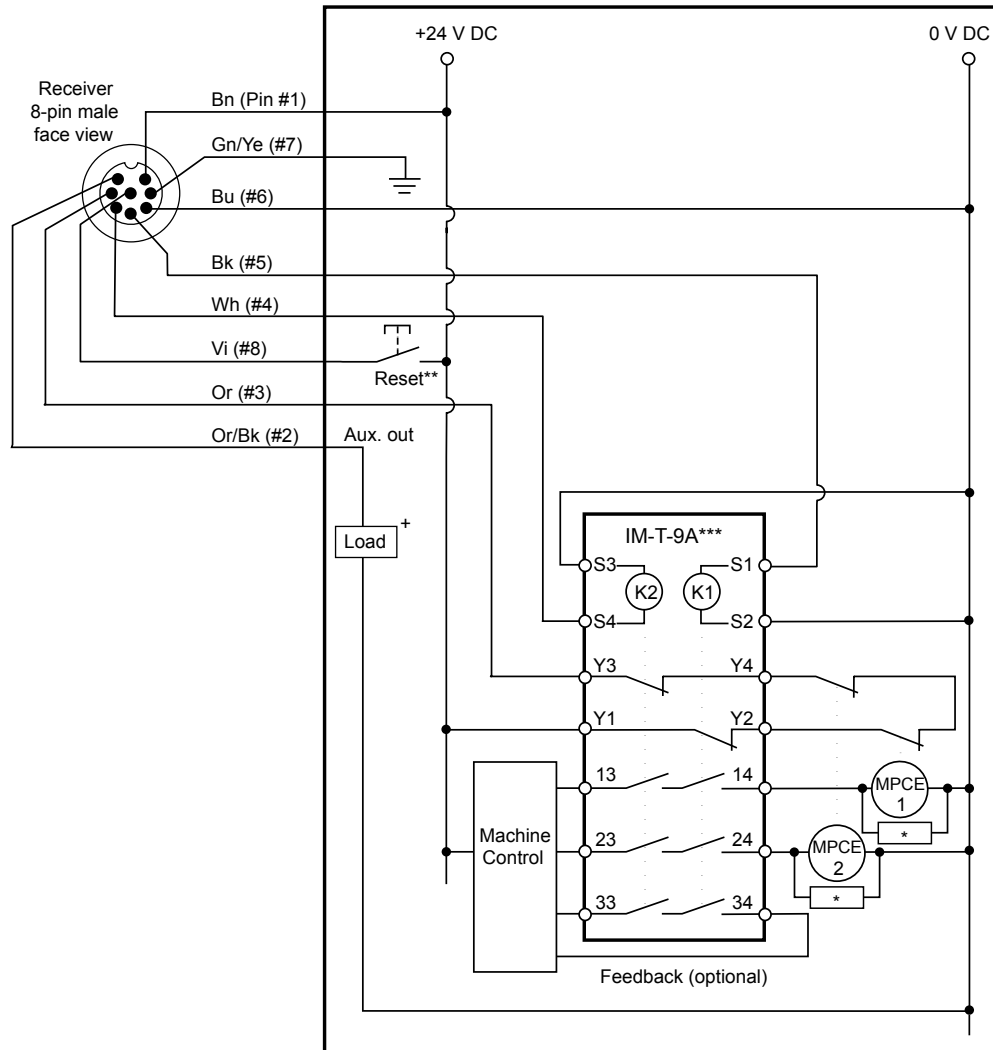 +24 V DC
0 V DC
Receiver
8-pin male
face view
Bn (Pin #1)
Gn/Ye (#7)
Bu (#6)
Bk (#5)
Wh (#4)
Vi (#8)
Reset**
Or (#3)
Or/Bk (#2)
Aux. out
+
Load
IM-T-9A***
S3
S1
K2
K1
S4
S2
Y3
Y4
Y1
Y2
13
14
MPCE
1
*
Machine
Control
23
24
MPCE
2
*
33
34
Feedback (optional)